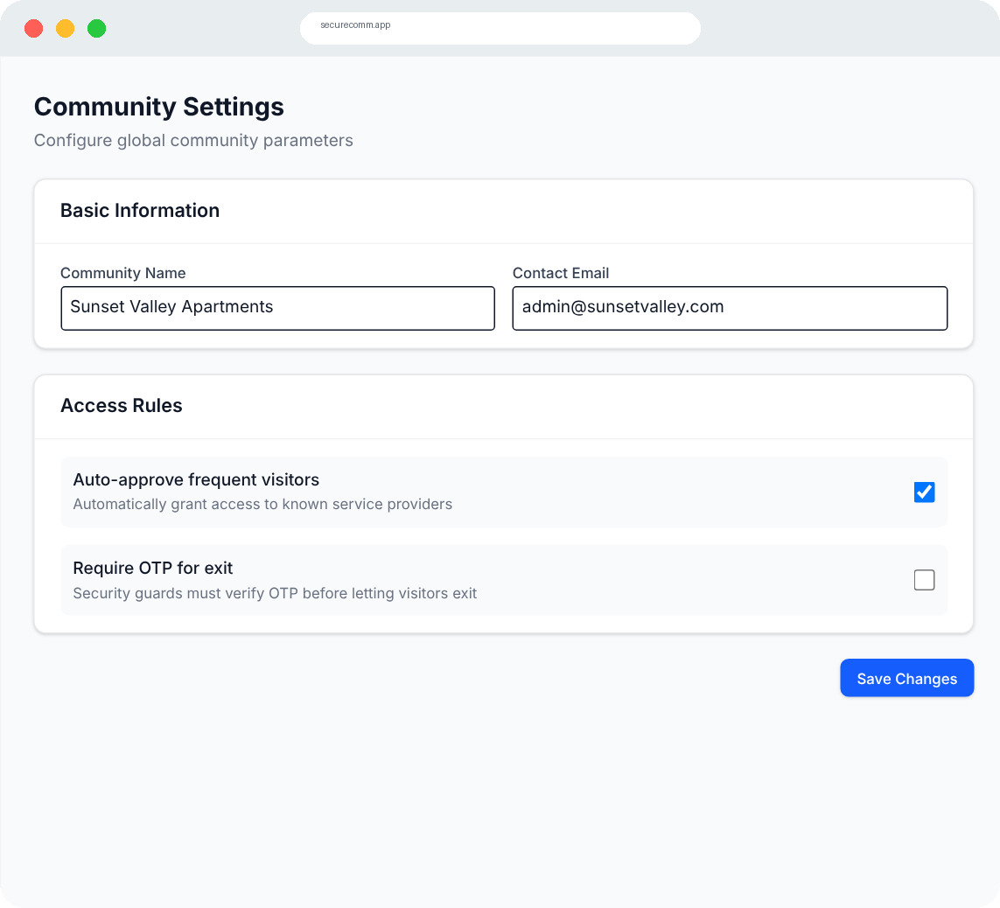 securecomm.app
Community Settings
Configure global community parameters
Basic Information
Community Name
Contact Email
Sunset Valley Apartments
admin@sunsetvalley.com
Access Rules
Auto-approve frequent visitors
Automatically grant access to known service providers
Require OTP for exit
Security guards must verify OTP before letting visitors exit
Save Changes